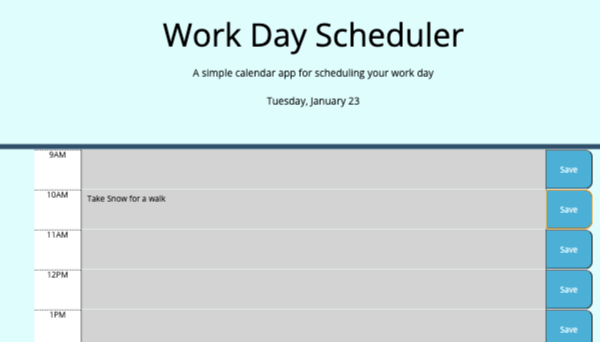 Work Day Scheduler
A simple calendar app for scheduling your work day
Tuesday, January 23
9AM
Save
10AM Take Snow for a walk Save
11AM
Save
12PM
Save
1PM
Save